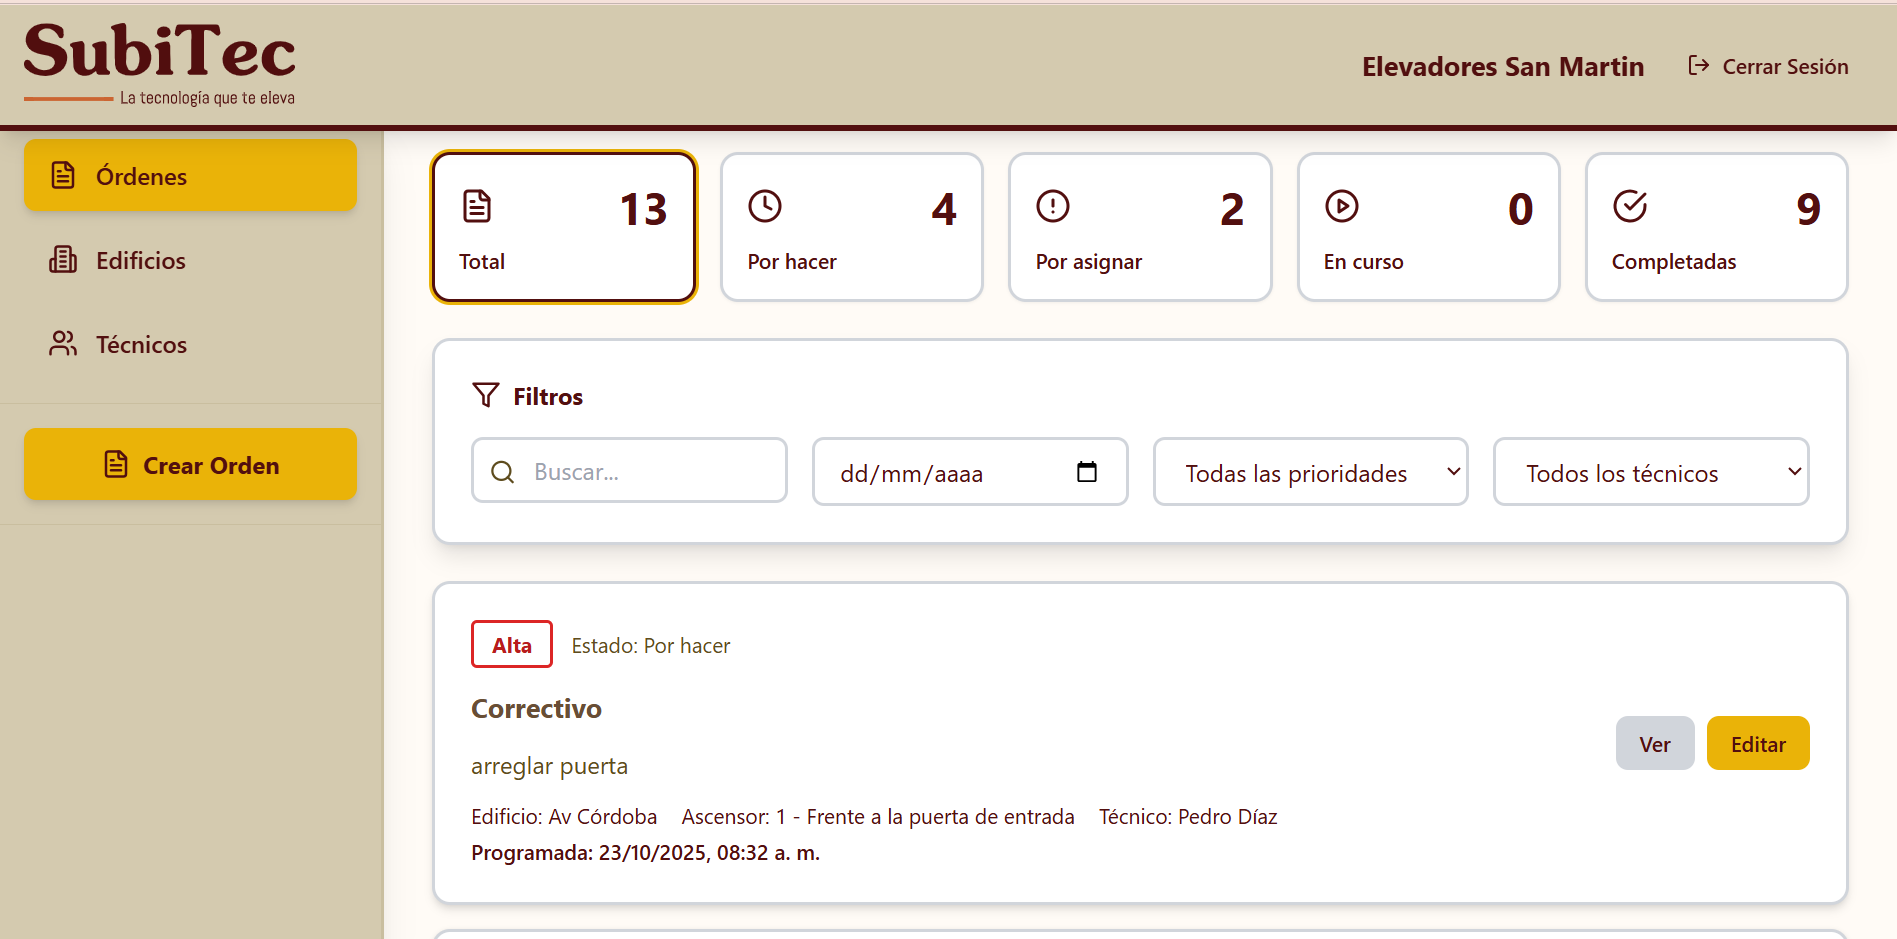 SubiTec
La tecnología que te eleva
Elevadores San Martin
Cerrar Sesión
Órdenes
Edificios
Técnicos
Crear Orden
13
Total
4
Por hacer
2
Por asignar
0
En curso
9
Completadas
Filtros
Buscar...
dd/mm/aaaa
Todas las prioridades
Todos los técnicos
Alta
Estado: Por hacer
Correctivo
arreglar puerta
Edificio: Av Córdoba Ascensor: 1 - Frente a la puerta de entrada Técnico: Pedro Díaz
Programada: 23/10/2025, 08:32 a. m.
Ver
Editar